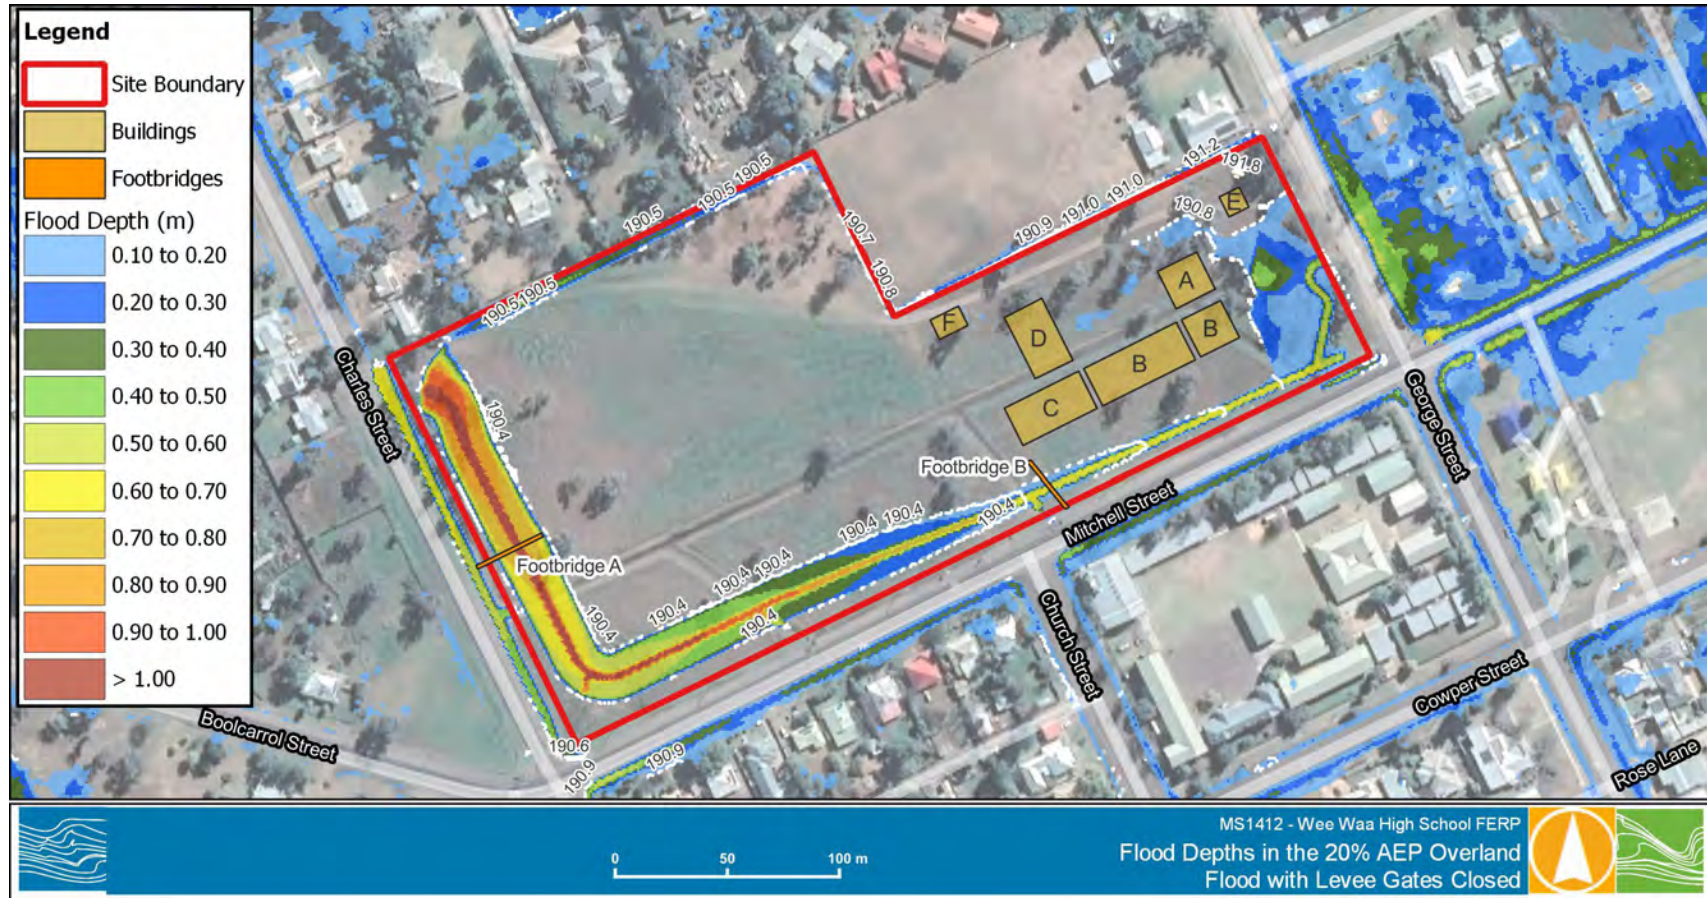 Legend
Site Boundary
Buildings
Footbridges
Flood Depth (m)
0.10 to 0.20
0.20 to 0.30
0.30 to 0.40
0.40 to 0.50
0.50 to 0.60
0.60 to 0.70
0.70 to 0.80
0.80 to 0.90
0.90 to 1.00
> 1.00
191.2
191.8
190.5
190.5
190.5
191.0
191.0
190.9
190.8
E
190.7
190.8
190.5
190.5
A
F
D
B
B
C
Charles Street
George Street
190.4
Footbridge B
Mitchell Street
190.4
190.4
190.4
Footbridge A
190.4
190.4
190.4
190.4
190.4
Church Street
Cowper Street
Rose Lane
Boolcarrol Street
190.6
190.9
190.9
0 50 100 m
MS1412 - Wee Waa High School FERP
Flood Depths in the 20% AEP Overland
Flood with Levee Gates Closed